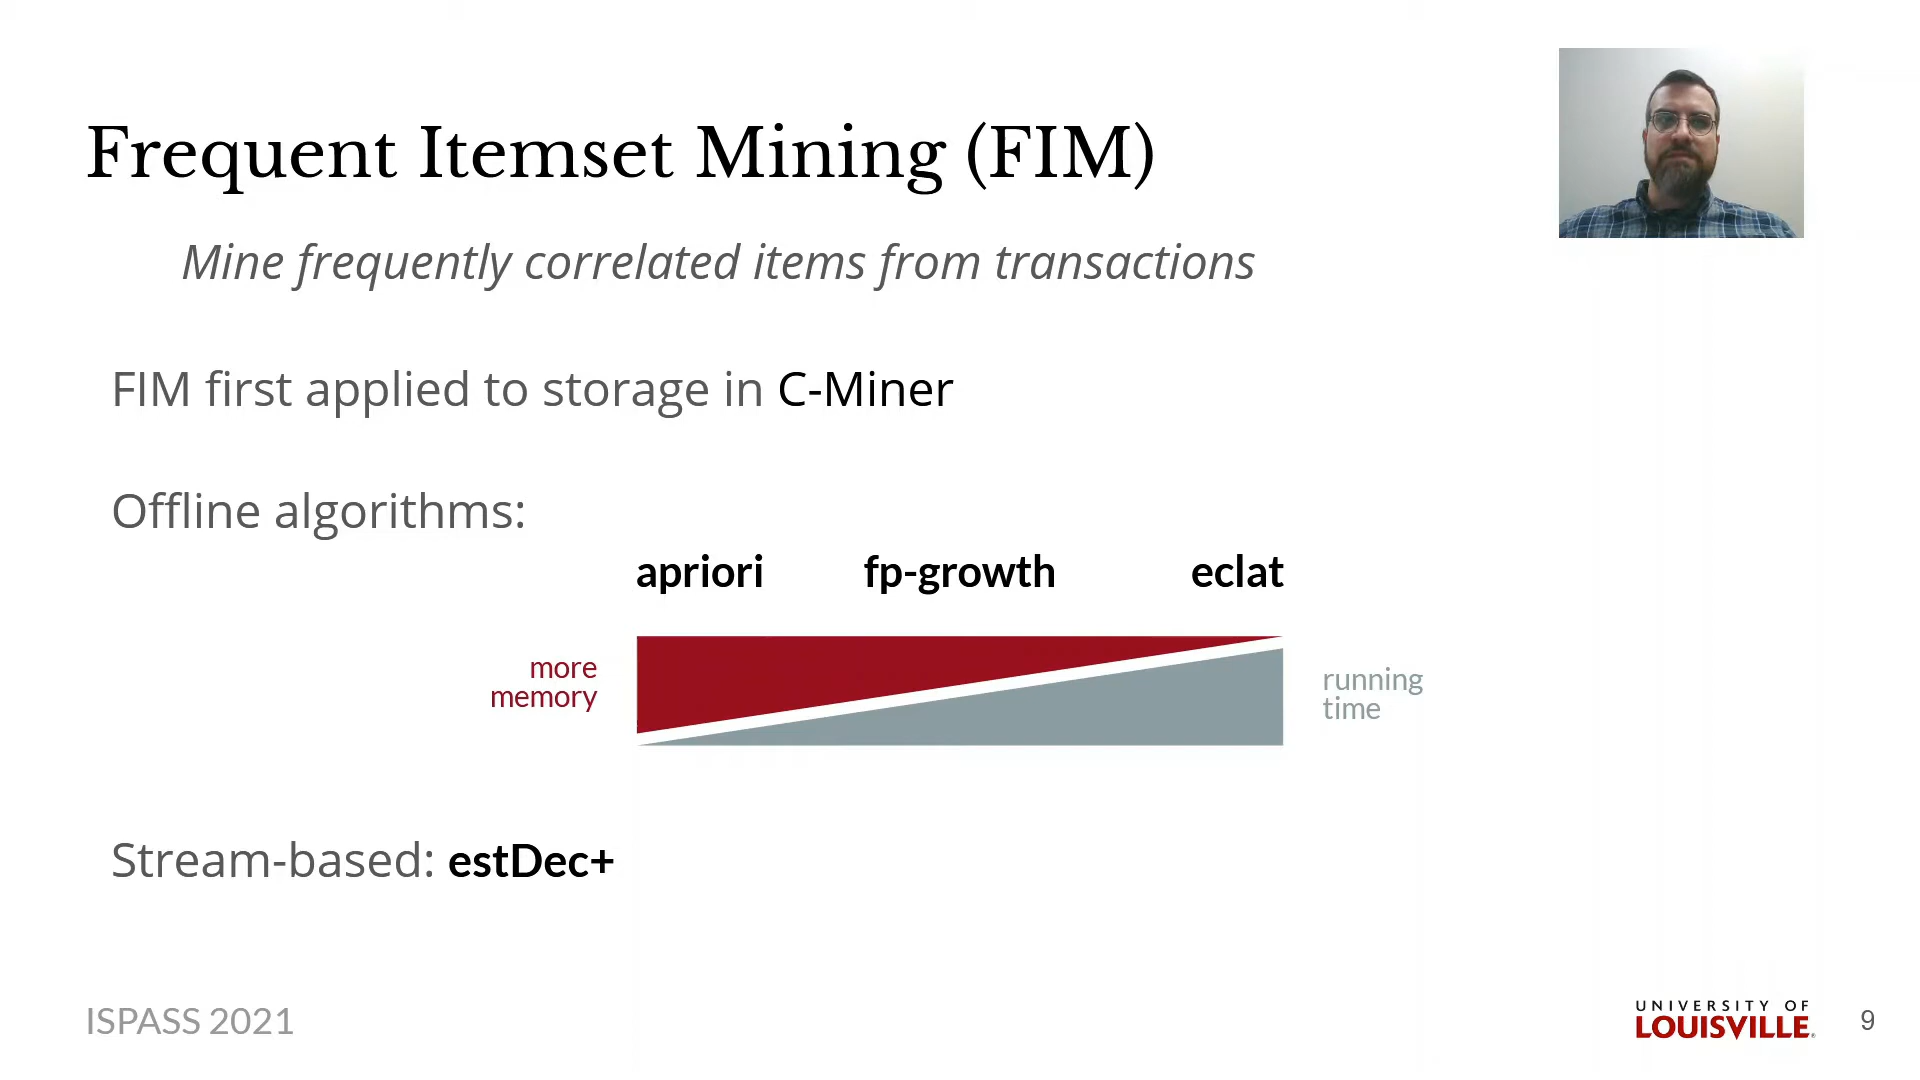 Frequent Itemset Mining (FIM)
Mine frequently correlated items from transactions
FIM first applied to storage in C-Miner
Offline algorithms:
apriori fp-growth eclat
more
memory
running
time
Stream-based: estDec+
ISPASS 2021
UNIVERSITY OF
LOUISVILLE
9